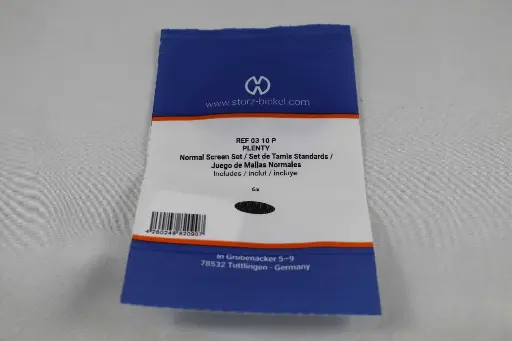 www.storz-bickel.com
REF 03 10 P
PLENTY
Normal Screen Set / Set de Tamis Standards /
Juego de Mallas Normales
Includes / inclut / incluye
6x
In Grubenäcker 5–9
78532 Tuttlingen - Germany